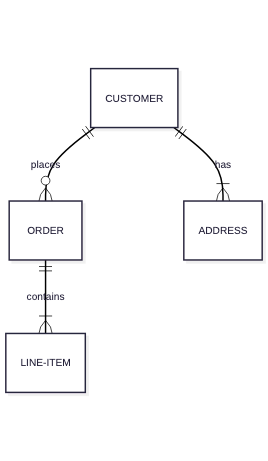 CUSTOMER
places
has
ORDER
ADDRESS
contains
LINE-ITEM